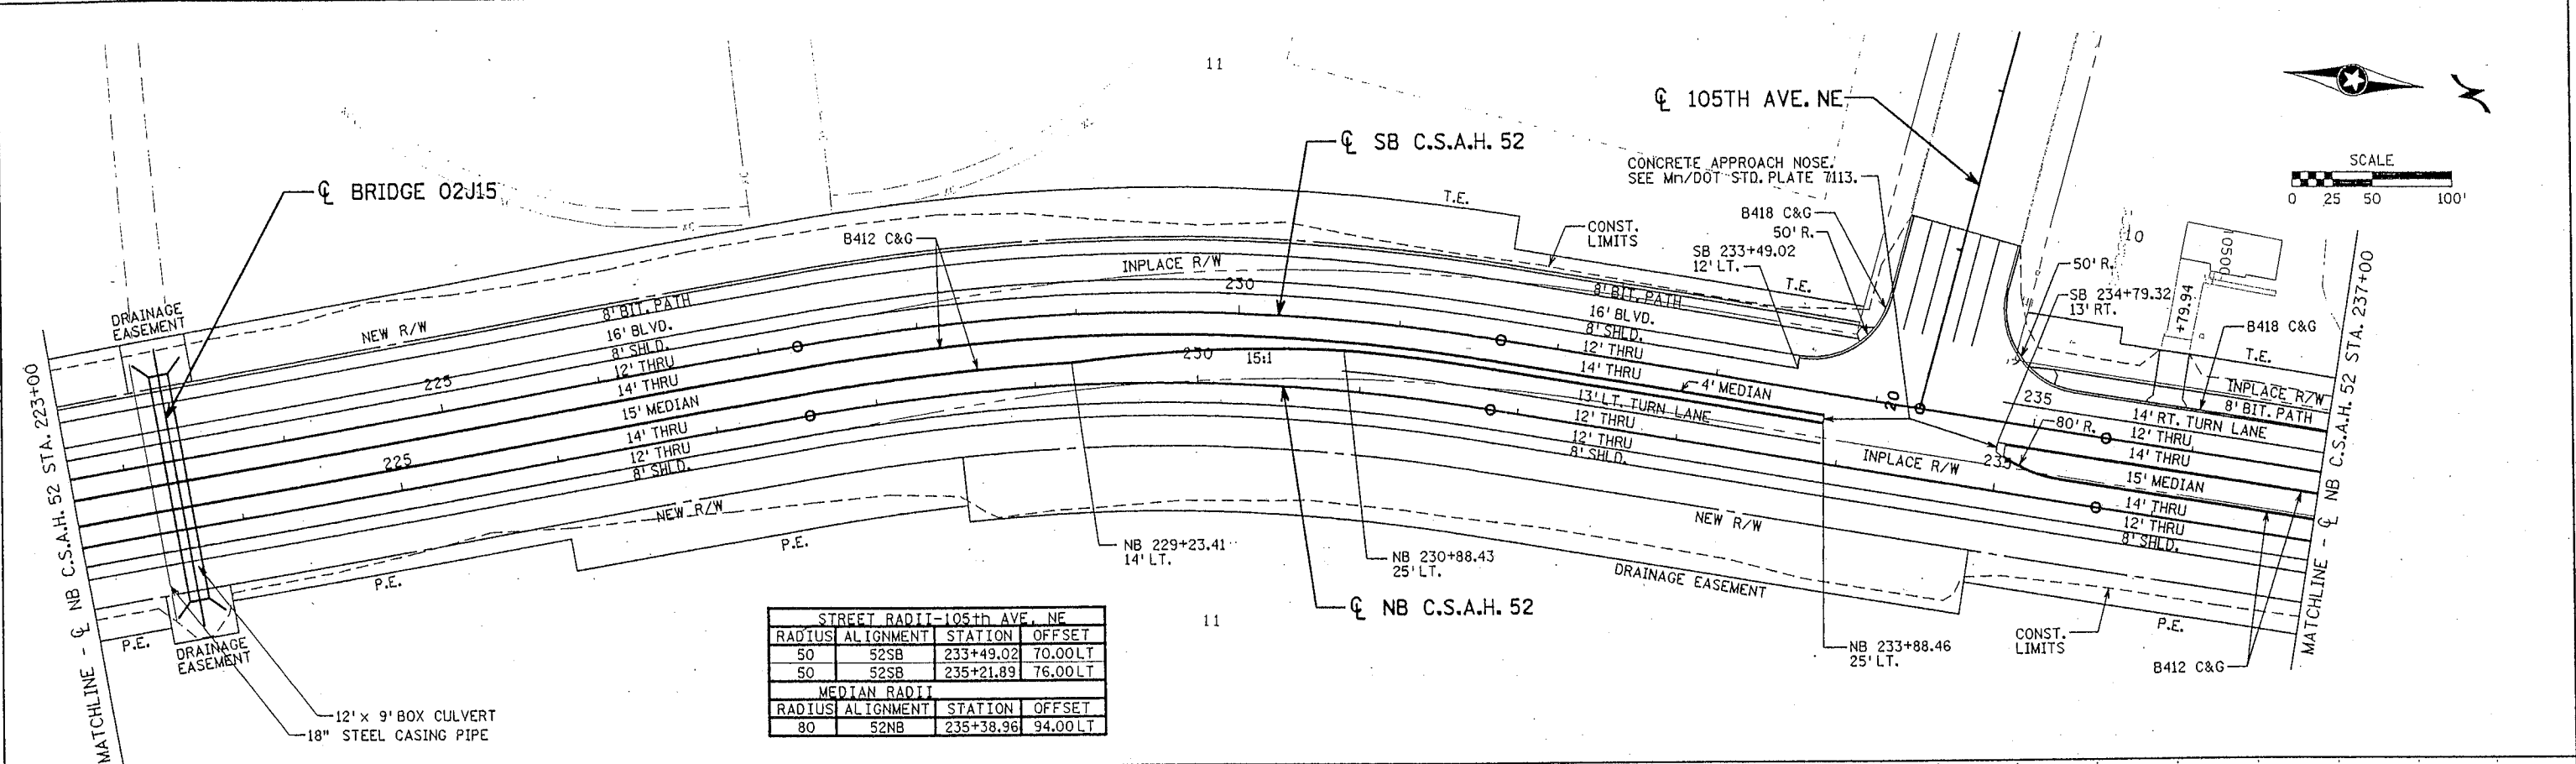 11
℄ 105TH AVE. NE
℄ SB C.S.A.H. 52
CONCRETE APPROACH NOSE.
SEE Mn/DOT STD. PLATE 7113.
SCALE
0 25 50 100'
℄ BRIDGE 02J15
T.E.
B418 C&G
50' R.
CONST.
LIMITS
SB 233+49.02
12' LT.
B412 C&G
INPLACE R/W
230
8' BIT. PATH
T.E.
16' BLVD.
8' SHLD.
12' THRU
14' THRU
4' MEDIAN
13' LT. TURN LANE
12' THRU
12' THRU
8' SHLD.
10
10500
50' R.
SB 234+79.32
13' RT.
+79.94
B418 C&G
T.E.
INPLACE R/W
8' BIT. PATH
14' RT. TURN LANE
12' THRU
14' THRU
15' MEDIAN
14' THRU
12' THRU
8' SHLD.
235
80' R.
20
235
INPLACE R/W
MATCHLINE - ℄ NB C.S.A.H. 52 STA. 237+00
DRAINAGE
EASEMENT
NEW R/W
8' BIT. PATH
16' BLVD.
8' SHLD.
12' THRU
14' THRU
15' MEDIAN
14' THRU
12' THRU
8' SHLD.
225
225
230
15:1
MATCHLINE - ℄ NB C.S.A.H. 52 STA. 223+00
NEW R/W
P.E.
P.E.
P.E.
DRAINAGE
EASEMENT
NB 229+23.41
14' LT.
NB 230+88.43
25' LT.
℄ NB C.S.A.H. 52
NEW R/W
DRAINAGE EASEMENT
NB 233+88.46
25' LT.
CONST.
LIMITS
P.E.
B412 C&G
11
12' x 9' BOX CULVERT
18" STEEL CASING PIPE
STREET RADII-105th AVE. NE
RADIUS ALIGNMENT STATION OFFSET
50 52SB 233+49.02 70.00LT
50 52SB 235+21.89 76.00LT
MEDIAN RADII
RADIUS ALIGNMENT STATION OFFSET
80 52NB 235+38.96 94.00LT